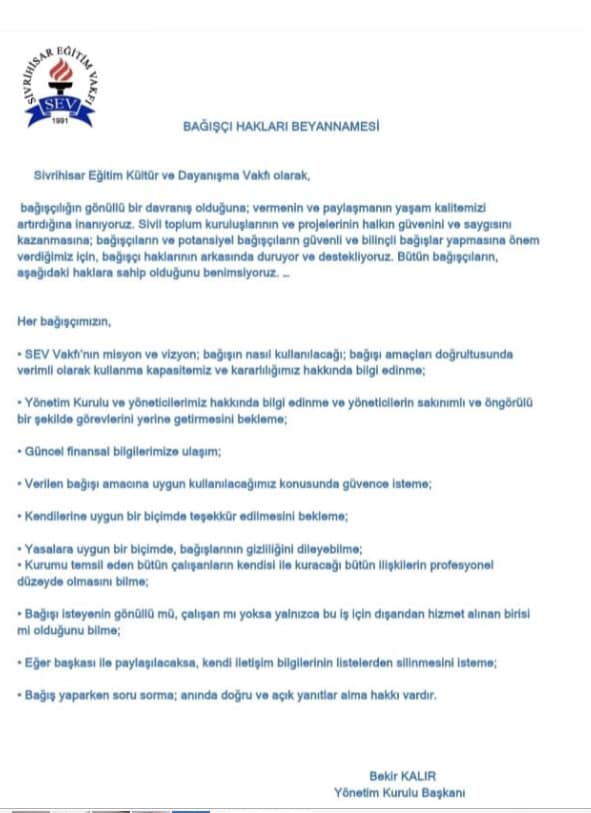 SİVRİHİSAR EĞİTİM VAKFI
SEV
1991
BAĞIŞÇI HAKLARI BEYANNAMESİ
Sivrihisar Eğitim Kültür ve Dayanışma Vakfı olarak,
bağışçılığın gönüllü bir davranış olduğuna; vermenin ve paylaşmanın yaşam kalitemizi
artırdığına inanıyoruz. Sivil toplum kuruluşlarının ve projelerinin halkın güvenini ve saygısını
kazanmasına; bağışçıların ve potansiyel bağışçıların güvenli ve bilinçli bağışlar yapmasına önem
verdiğimiz için, bağışçı haklarının arkasında duruyor ve destekliyoruz. Bütün bağışçıların,
aşağıdaki haklara sahip olduğunu benimsiyoruz. ...
Her bağışçımızın,
• SEV Vakfı'nın misyon ve vizyon; bağışın nasıl kullanılacağı; bağışı amaçları doğrultusunda
verimli olarak kullanma kapasitemiz ve kararlılığımız hakkında bilgi edinme;
• Yönetim Kurulu ve yöneticilerimiz hakkında bilgi edinme ve yöneticilerin sakınımlı ve öngörülü
bir şekilde görevlerini yerine getirmesini bekleme;
• Güncel finansal bilgilerimize ulaşım;
• Verilen bağışı amacına uygun kullanılacağımız konusunda güvence isteme;
• Kendilerine uygun bir biçimde teşekkür edilmesini bekleme;
• Yasalara uygun bir biçimde, bağışlarının gizliliğini dileyebilme;
• Kurumu temsil eden bütün çalışanların kendisi ile kuracağı bütün ilişkilerin profesyonel
düzeyde olmasını bilme;
• Bağışı isteyenin gönüllü mü, çalışan mı yoksa yalnızca bu iş için dışarıdan hizmet alınan birisi
mi olduğunu bilme;
• Eğer başkası ile paylaşılacaksa, kendi iletişim bilgilerinin listelerden silinmesini isteme;
• Bağış yaparken soru sorma; anında doğru ve açık yanıtlar alma hakkı vardır.
Bekir KALIR
Yönetim Kurulu Başkanı